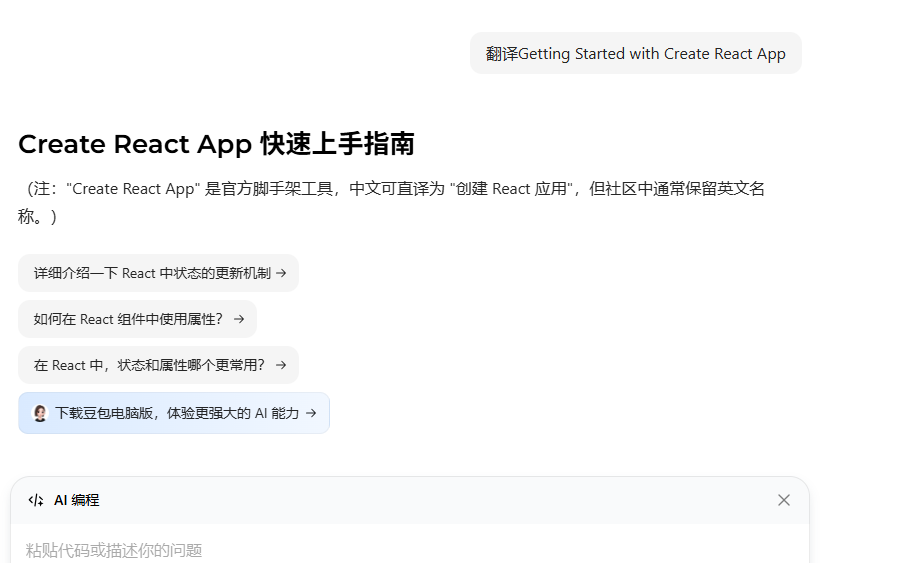 翻译Getting Started with Create React App
Create React App 快速上手指南
（注："Create React App" 是官方脚手架工具，中文可直译为 "创建 React 应用"，但社区中通常保留英文名
称。）
详细介绍一下 React 中状态的更新机制 →
如何在 React 组件中使用属性？ →
在 React 中，状态和属性哪个更常用？ →
下载豆包电脑版，体验更强大的 AI 能力 →
AI 编程
粘贴代码或描述你的问题